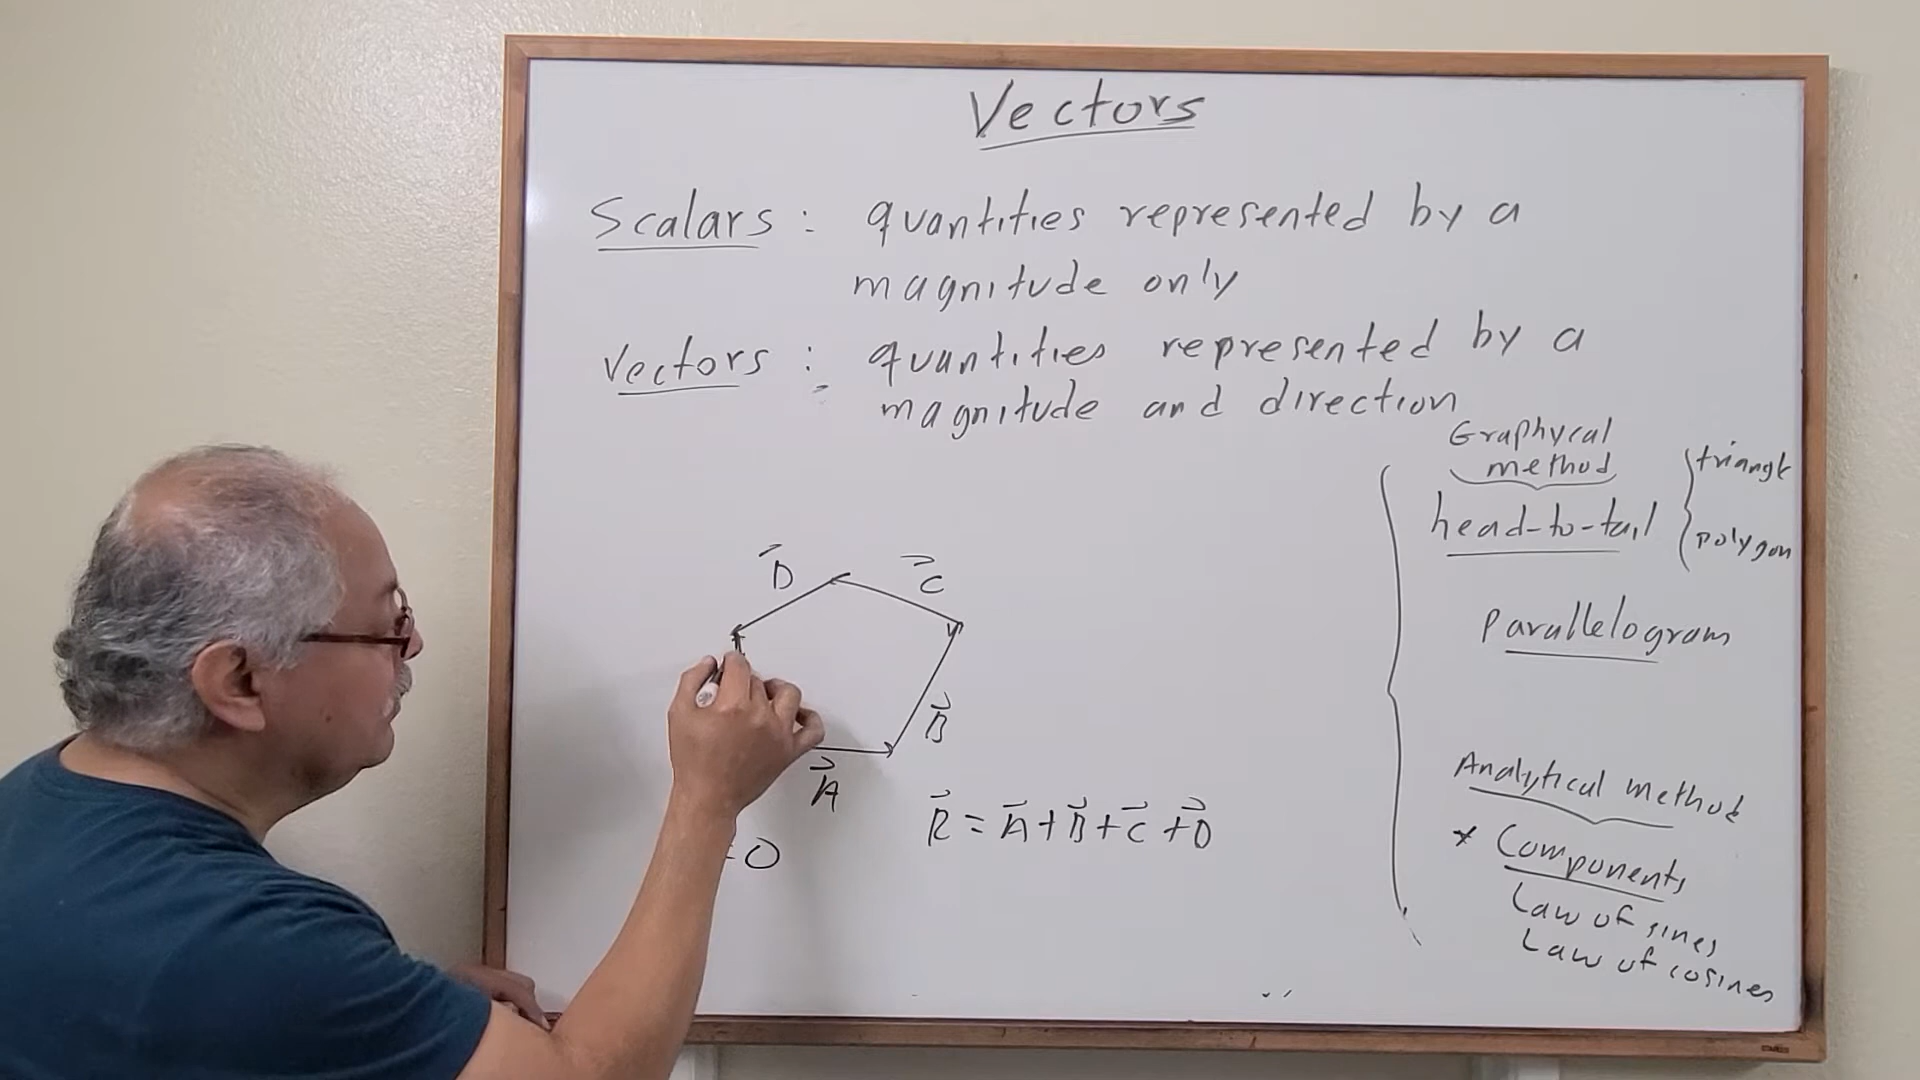 Vectors
Scalars : quantities represented by a
magnitude only
Vectors : quantities represented by a
magnitude and direction
Graphycal
method
head-to-tail
triangle
polygon
Parallelogram
Analytical method
* Components
Law of sines
Law of cosines
D
C
B
A
R = A + B + C + D
= 0